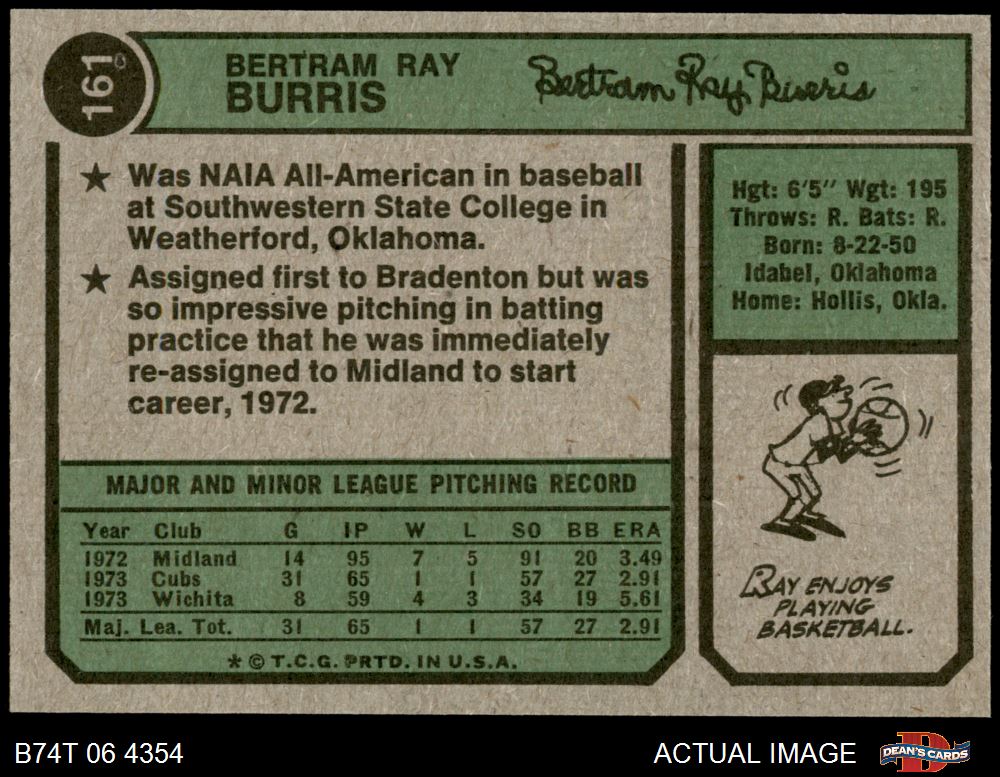 161
BERTRAM RAY
BURRIS
Bertram Ray Burris
★ Was NAIA All-American in baseball
at Southwestern State College in
Weatherford, Oklahoma.
★ Assigned first to Bradenton but was
so impressive pitching in batting
practice that he was immediately
re-assigned to Midland to start
career, 1972.
Hgt: 6'5" Wgt: 195
Throws: R. Bats: R.
Born: 8-22-50
Idabel, Oklahoma
Home: Hollis, Okla.
RAY ENJOYS
PLAYING
BASKETBALL.
MAJOR AND MINOR LEAGUE PITCHING RECORD
Year Club G IP W L SO BB ERA
1972 Midland 14 95 7 5 91 20 3.49
1973 Cubs 31 65 1 1 57 27 2.91
1973 Wichita 8 59 4 3 34 19 5.61
Maj. Lea. Tot. 31 65 1 1 57 27 2.91
* © T.C.G. PRTD. IN U.S.A.
B74T 06 4354
ACTUAL IMAGE
DEAN'S CARDS